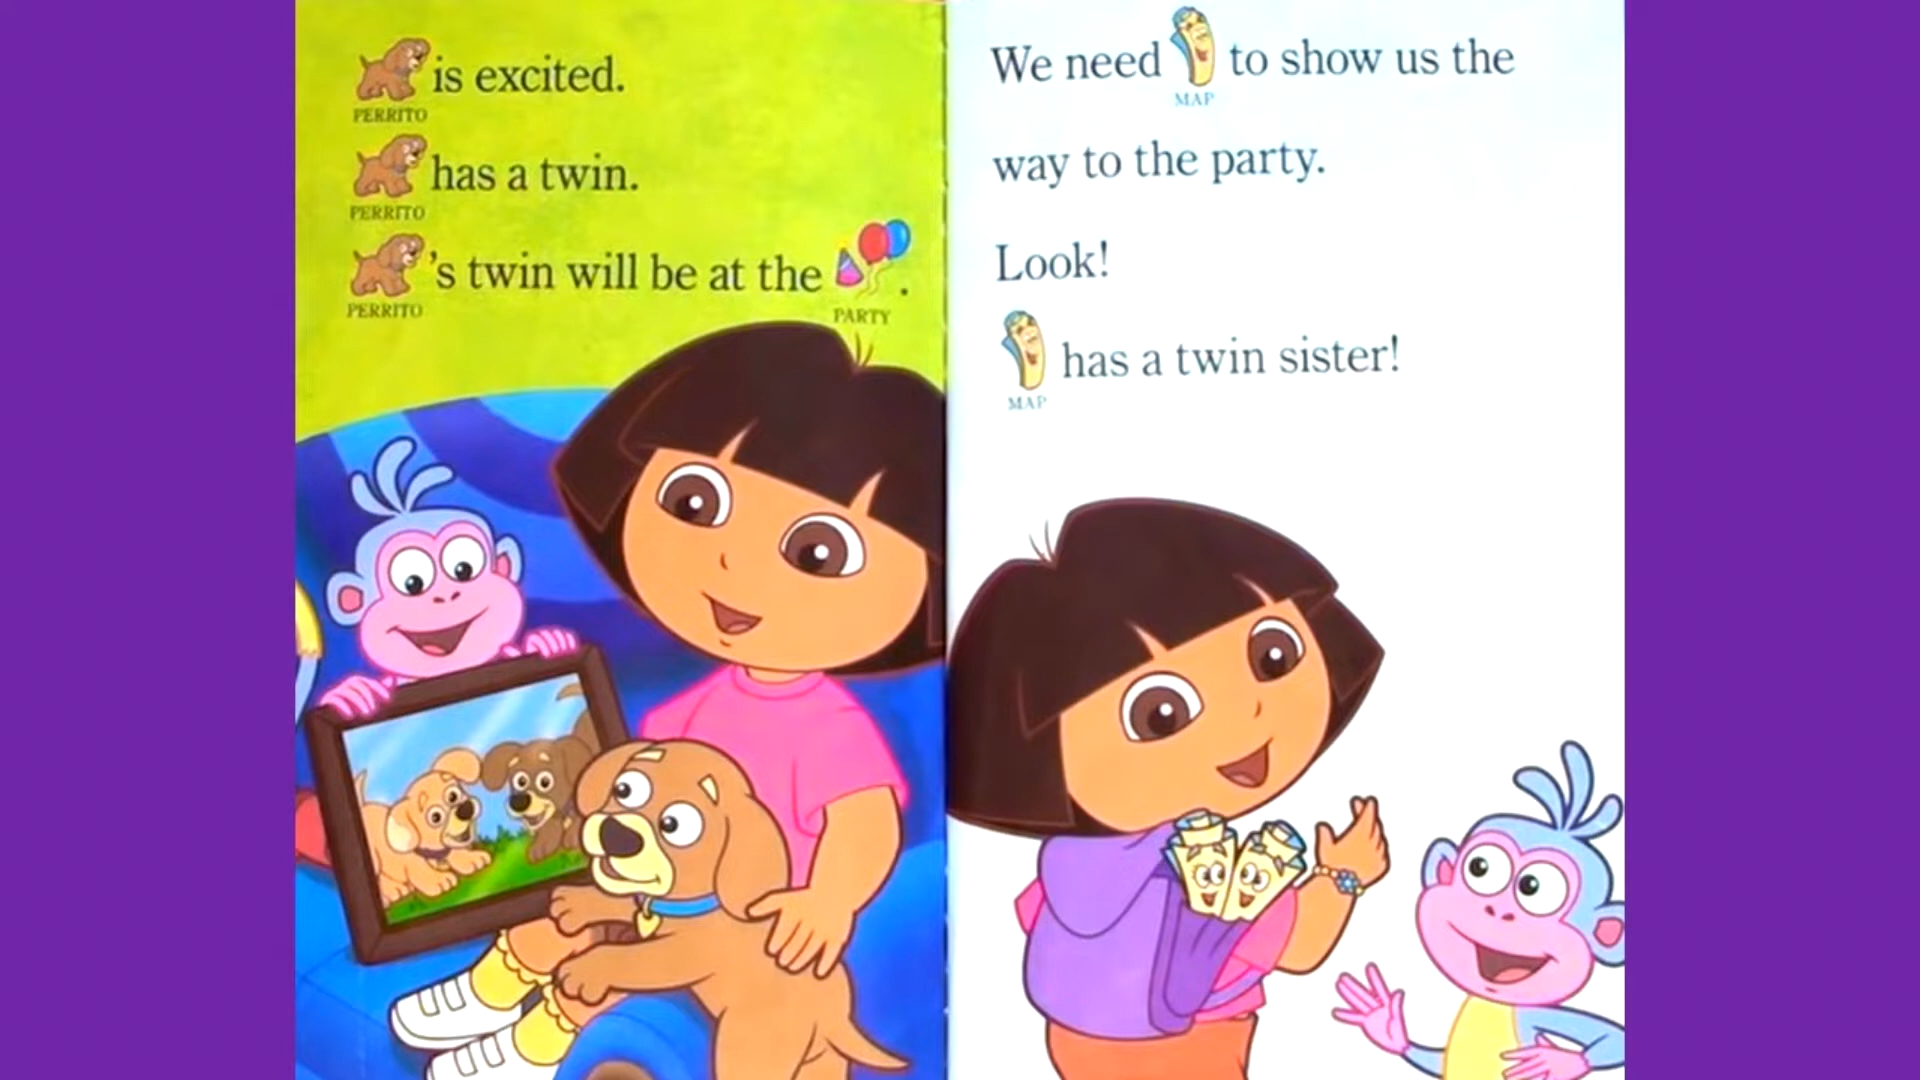 is excited.
PERRITO
has a twin.
PERRITO
's twin will be at the .
PERRITO PARTY
We need to show us the
MAP
way to the party.
Look!
has a twin sister!
MAP